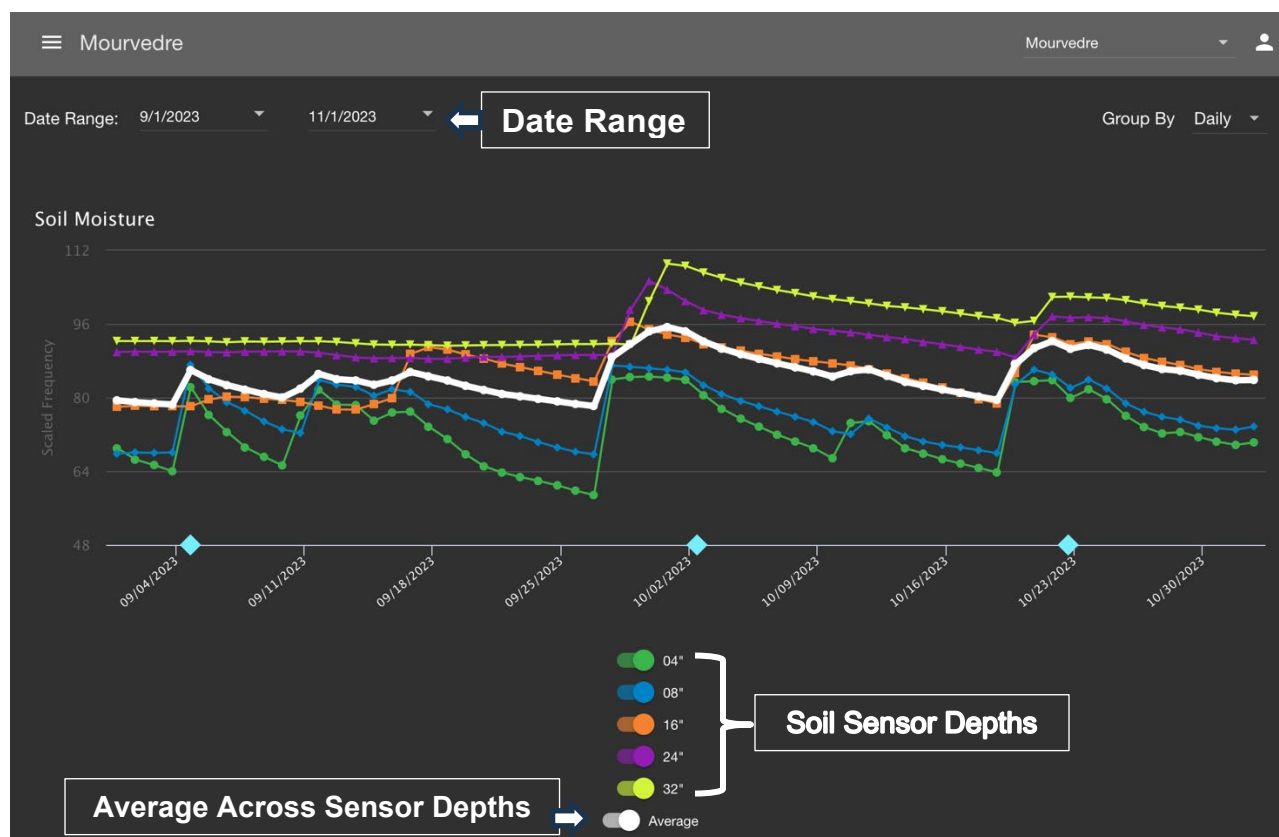 Mourvedre
Mourvedre
Date Range: 9/1/2023 11/1/2023
Date Range
Group By Daily
Soil Moisture
Scaled Frequency
112
96
80
64
48
09/04/2023
09/11/2023
09/18/2023
09/25/2023
10/02/2023
10/09/2023
10/16/2023
10/23/2023
10/30/2023
04"
08"
16"
24"
32"
Soil Sensor Depths
Average Across Sensor Depths
Average